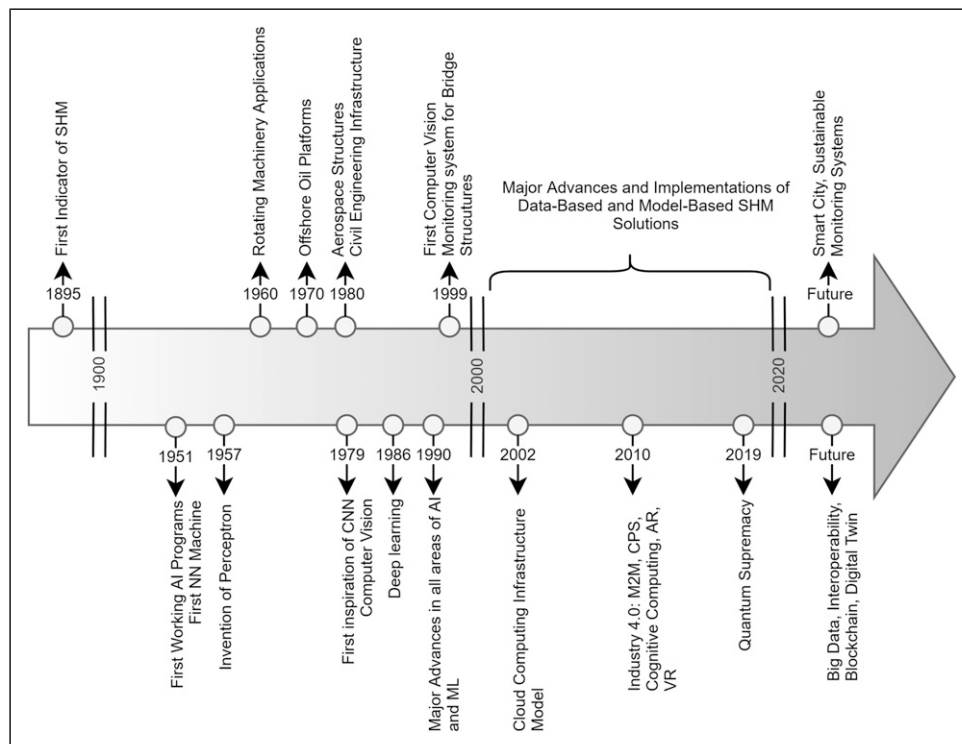 First Indicator of SHM
Rotating Machinery Applications
Offshore Oil Platforms
Aerospace Structures
Civil Engineering Infrastructure
First Computer Vision
Monitoring system for Bridge
Strucutures
Major Advances and Implementations of
Data-Based and Model-Based SHM
Solutions
Smart City, Sustainable
Monitoring Systems
1895
1960
1970
1980
1999
Future
1900
2000
2020
1951
1957
1979
1986
1990
2002
2010
2019
Future
First Working AI Programs
First NN Machine
Invention of Perceptron
First inspiration of CNN
Computer Vision
Deep learning
Major Advances in all areas of AI
and ML
Cloud Computing Infrastructure
Model
Industry 4.0: M2M, CPS,
Cognitive Computing, AR,
VR
Quantum Supremacy
Big Data, Interoperability,
Blockchain, Digital Twin